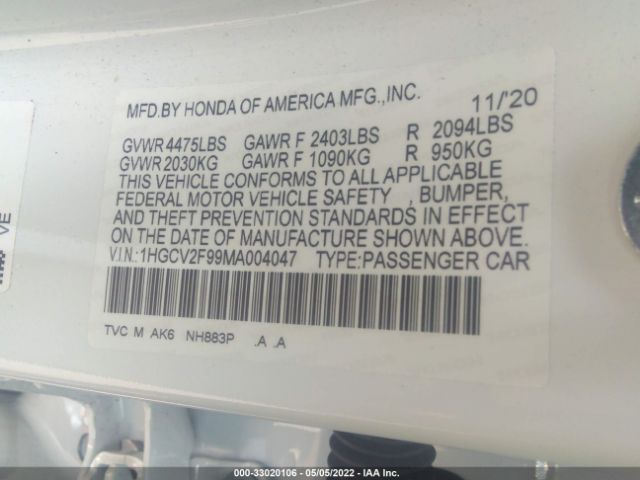 MFD.BY HONDA OF AMERICA MFG.,INC. 11/'20
GVWR 4475LBS GAWR F 2403LBS R 2094LBS
GVWR 2030KG GAWR F 1090KG R 950KG
THIS VEHICLE CONFORMS TO ALL APPLICABLE
FEDERAL MOTOR VEHICLE SAFETY , BUMPER,
AND THEFT PREVENTION STANDARDS IN EFFECT
ON THE DATE OF MANUFACTURE SHOWN ABOVE.
V.I.N.:1HGCV2F99MA004047 TYPE:PASSENGER CAR
TVC M AK6 NH883P .A .A
VE
000-33020106 - 05/05/2022 - IAA Inc.